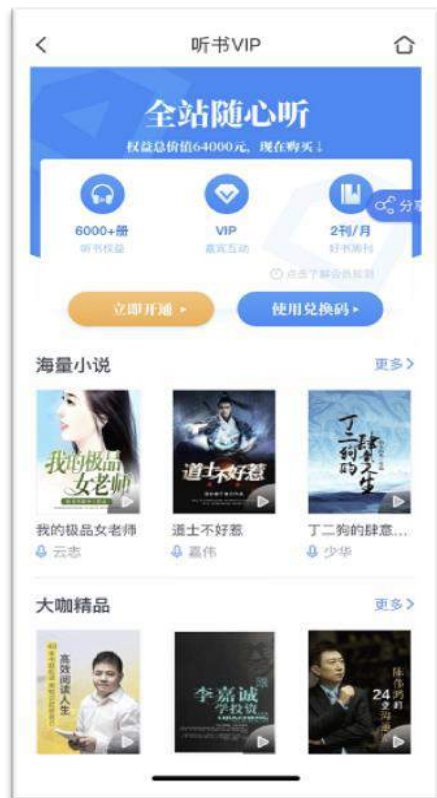 听书VIP
全站随心听
权益总价值64000元，现在购买↓
6000+册
VIP
2刊/月
分享
听书权益
嘉宾互动
好书周刊
点击了解会员规则
立即开通
使用兑换码
海量小说
更多
我的极品女老师
道士不好惹
丁二狗的肆意人生
我的极品女老师
道士不好惹
丁二狗的肆意...
云志
嘉伟
少华
大咖精品
更多
高效阅读人生
李嘉诚学投资
陈伟鸿的